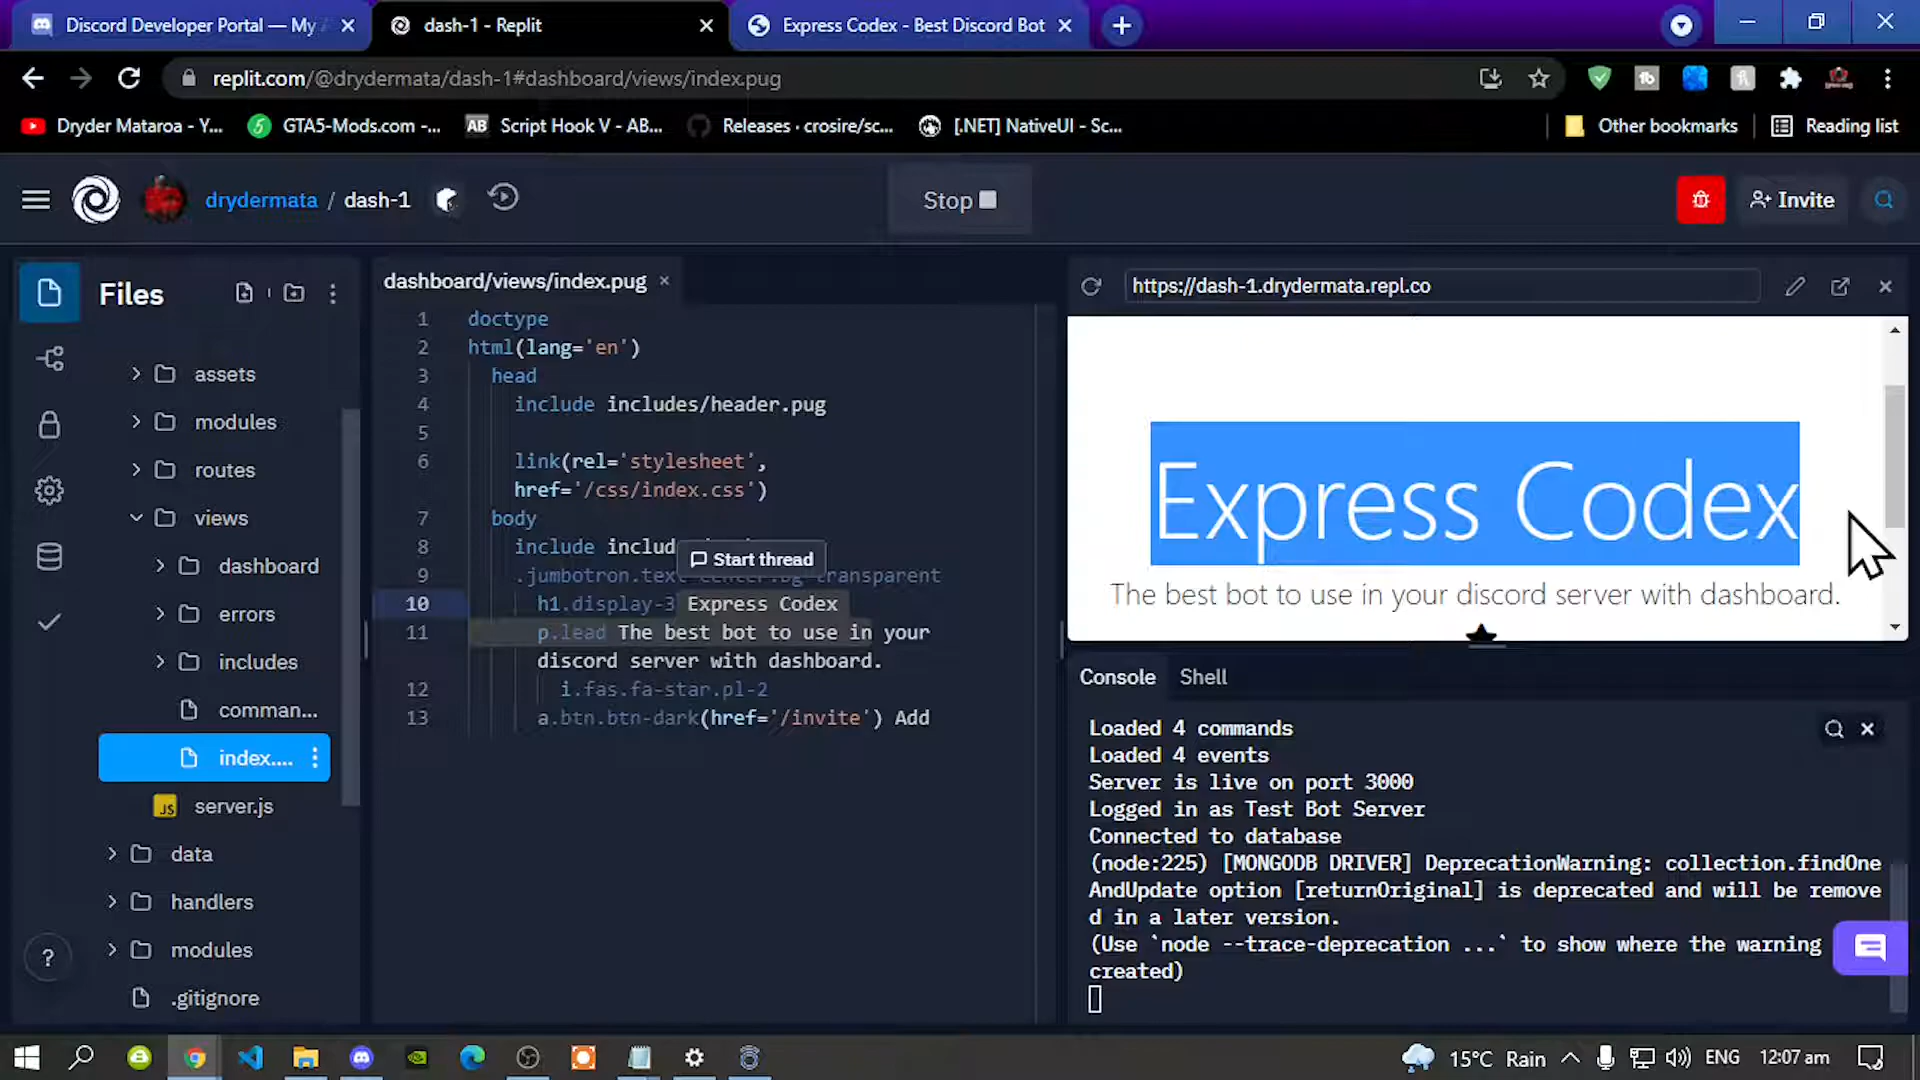 Discord Developer Portal — My
dash-1 - Replit
Express Codex - Best Discord Bot
replit.com/@drydermata/dash-1#dashboard/views/index.pug
Dryder Mataroa - Y...
GTA5-Mods.com -...
Script Hook V - AB...
Releases · crosire/sc...
[.NET] NativeUI - Sc...
Other bookmarks
Reading list
drydermata / dash-1
Stop
Invite
Files
assets
modules
routes
views
dashboard
errors
includes
comman...
index....
server.js
data
handlers
modules
.gitignore
dashboard/views/index.pug
1 doctype
2 html(lang='en')
3 head
4 include includes/header.pug
5
6 link(rel='stylesheet',
href='/css/index.css')
7 body
8 include includ
Start thread
9 .jumbotron.text-center.bg-transparent
10 h1.display-3 Express Codex
11 p.lead The best bot to use in your
discord server with dashboard.
12 i.fas.fa-star.pl-2
13 a.btn.btn-dark(href='/invite') Add
https://dash-1.drydermata.repl.co
Express Codex
The best bot to use in your discord server with dashboard.
Console
Shell
Loaded 4 commands
Loaded 4 events
Server is live on port 3000
Logged in as Test Bot Server
Connected to database
(node:225) [MONGODB DRIVER] DeprecationWarning: collection.findOne
AndUpdate option [returnOriginal] is deprecated and will be remove
d in a later version.
(Use `node --trace-deprecation ...` to show where the warning
created)
15°C Rain
ENG
12:07 am